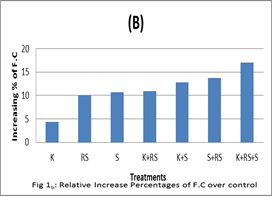 (B)
Increasing % of F.C
20
15
10
5
0
K RS S K+RS K+S S+RS K+RS+S
Treatments
Fig 1b: Relative Increase Percentages of F.C over control